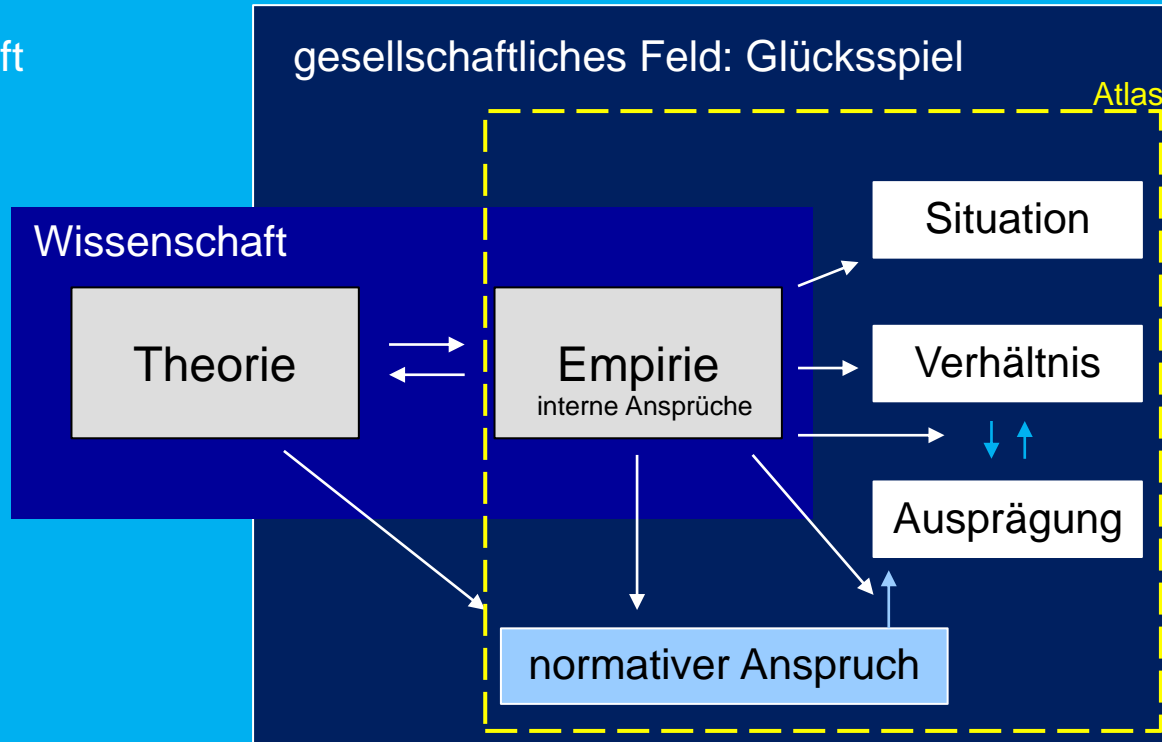 ft
gesellschaftliches Feld: Glücksspiel
Atlas
Situation
Wissenschaft
Theorie
Empirie
interne Ansprüche
Verhältnis
Ausprägung
normativer Anspruch